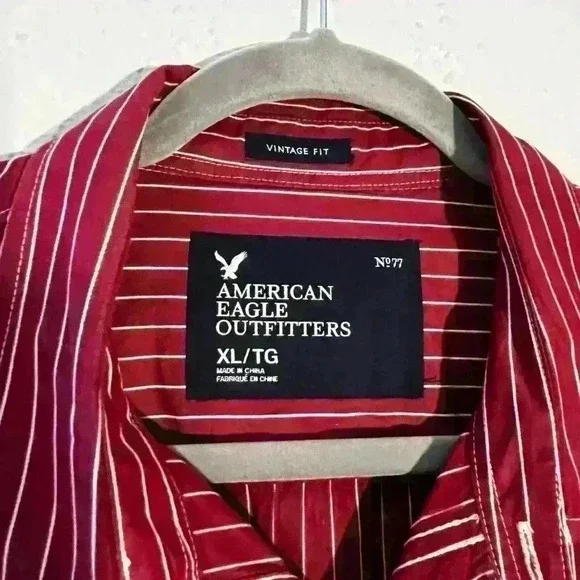 VINTAGE FIT
Nº77
AMERICAN
EAGLE
OUTFITTERS
XL/TG
MADE IN CHINA
FABRIQUÉ EN CHINE